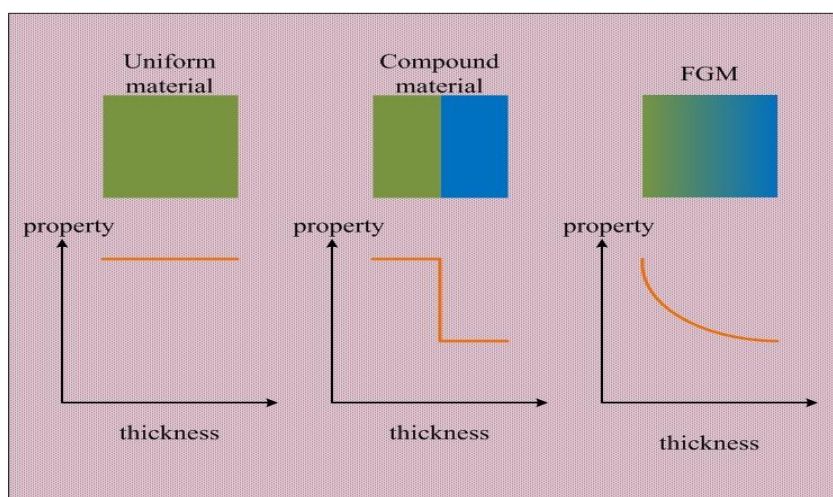 Uniform
material
Compound
material
FGM
property
property
property
thickness
thickness
thickness